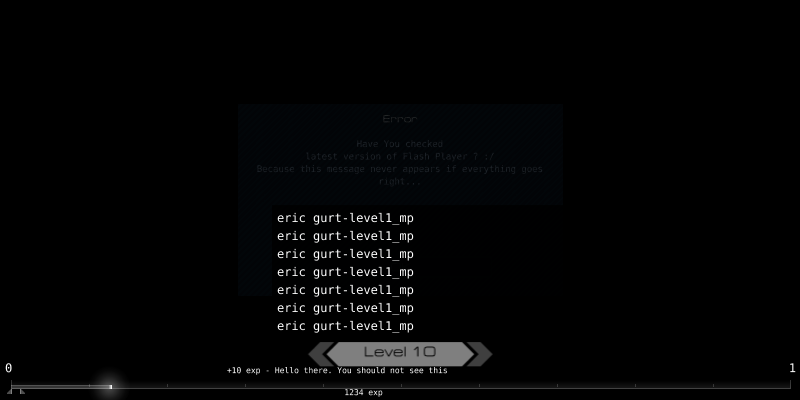 Error
Have You checked
latest version of Flash Player ? :/
Because this message never appears if everything goes
right...
eric gurt-level1_mp
eric gurt-level1_mp
eric gurt-level1_mp
eric gurt-level1_mp
eric gurt-level1_mp
eric gurt-level1_mp
eric gurt-level1_mp
Level 10
0
+10 exp - Hello there. You should not see this
1
1234 exp